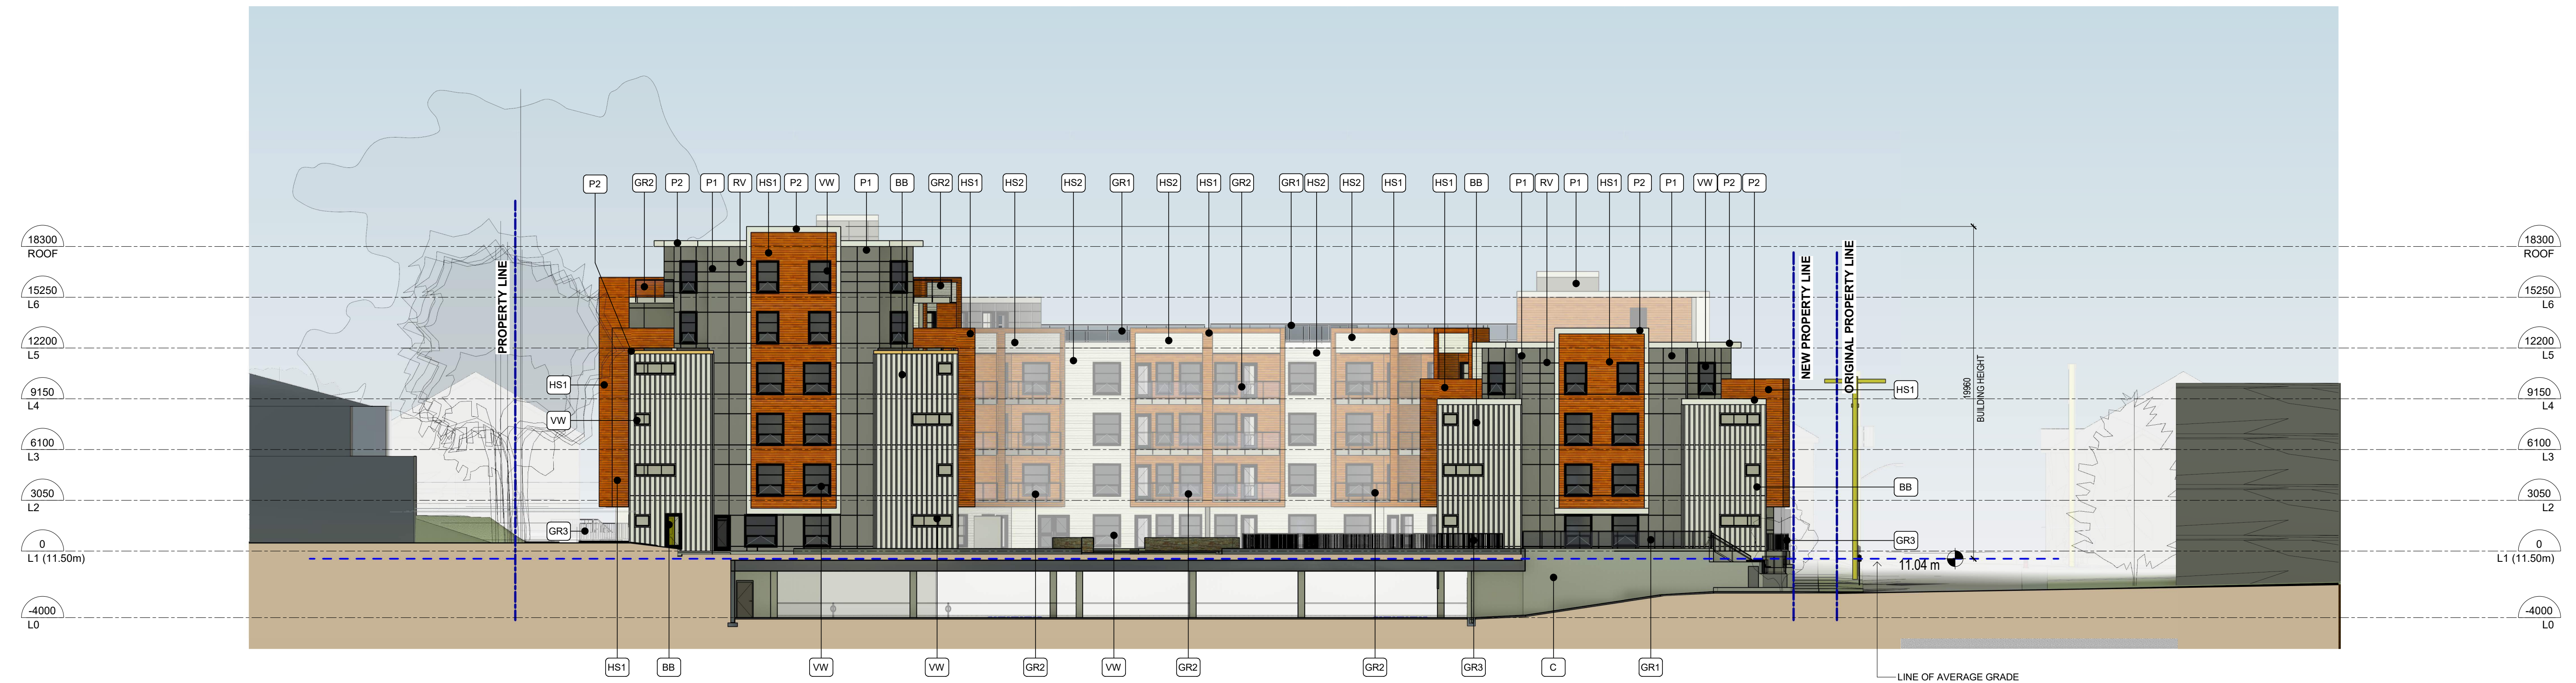 P2 GR2 P2 P1 RV HS1 P2 VW P1 BB GR2 HS1 HS2 HS2 GR1 HS2 HS1 GR2 GR1 HS2 HS2 HS1 HS1 BB P1 RV P1 HS1 P2 P1 VW P2 P2
18300
ROOF
15250
L6
12200
L5
9150
L4
6100
L3
3050
L2
0
L1 (11.50m)
-4000
L0
PROPERTY LINE
HS1
VW
GR3
NEW PROPERTY LINE
ORIGINAL PROPERTY LINE
19960
BUILDING HEIGHT
HS1
BB
GR3
11.04 m
18300
ROOF
15250
L6
12200
L5
9150
L4
6100
L3
3050
L2
0
L1 (11.50m)
-4000
L0
HS1 BB VW VW GR2 VW GR2 GR2 GR3 C GR1
LINE OF AVERAGE GRADE